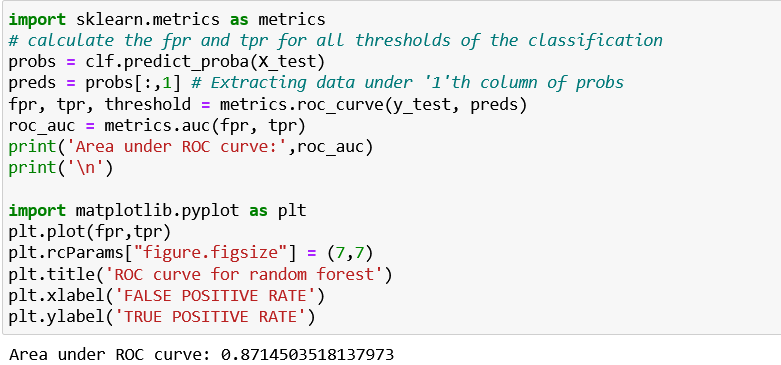 import sklearn.metrics as metrics
# calculate the fpr and tpr for all thresholds of the classification
probs = clf.predict_proba(X_test)
preds = probs[:,1] # Extracting data under '1'th column of probs
fpr, tpr, threshold = metrics.roc_curve(y_test, preds)
roc_auc = metrics.auc(fpr, tpr)
print('Area under ROC curve:',roc_auc)
print('\n')
import matplotlib.pyplot as plt
plt.plot(fpr,tpr)
plt.rcParams["figure.figsize"] = (7,7)
plt.title('ROC curve for random forest')
plt.xlabel('FALSE POSITIVE RATE')
plt.ylabel('TRUE POSITIVE RATE')
Area under ROC curve: 0.8714503518137973